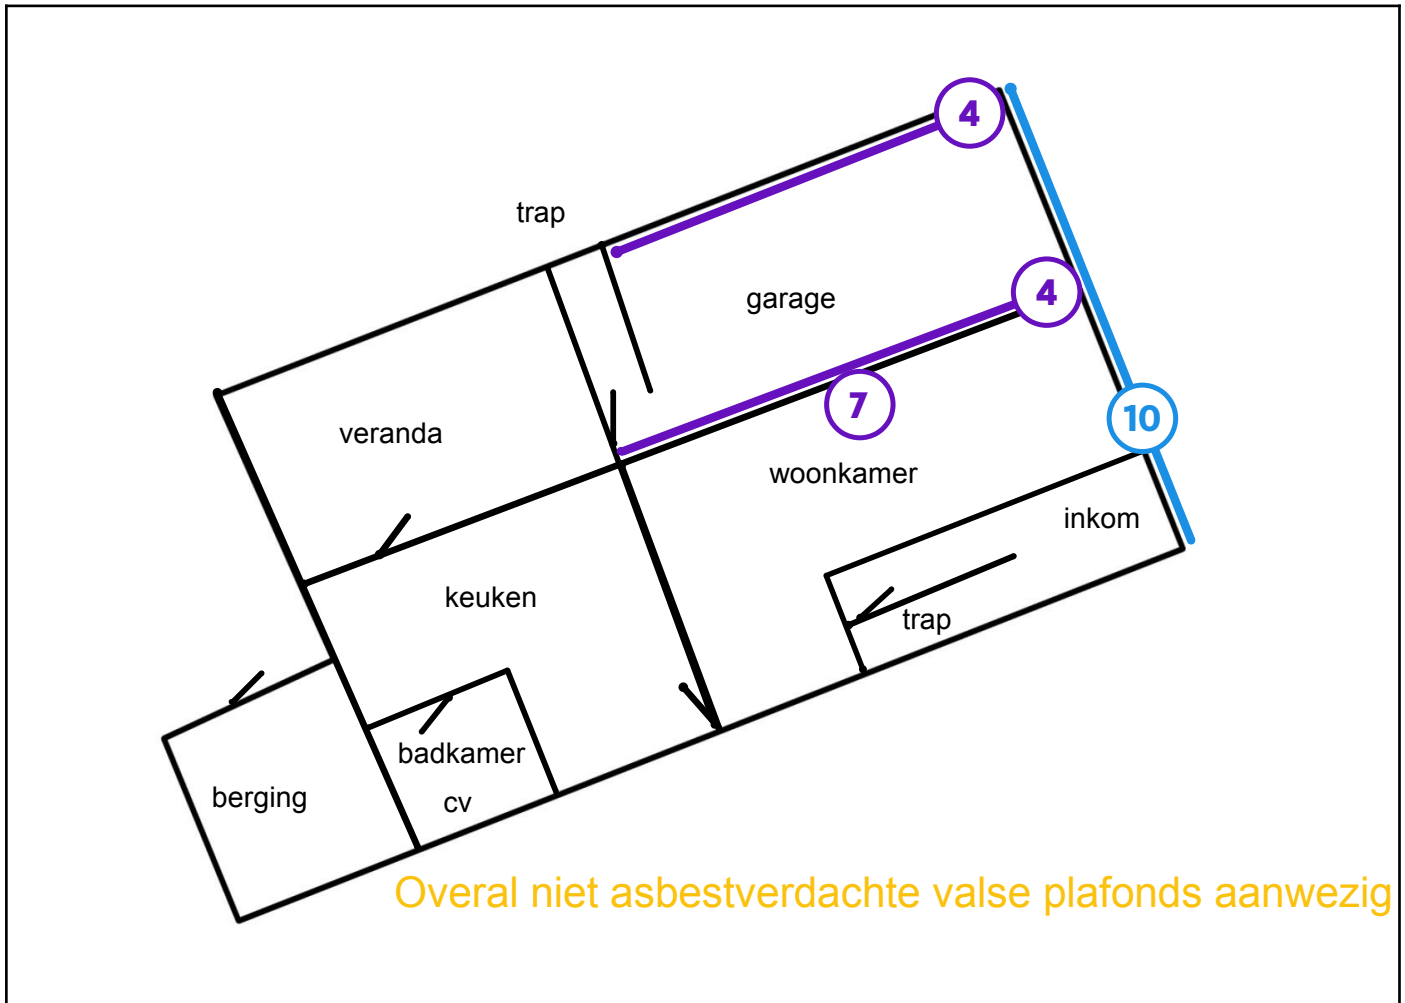 4
trap
4
garage
7
10
veranda
woonkamer
inkom
keuken
trap
badkamer
cv
berging
Overal niet asbestverdachte valse plafonds aanwezig